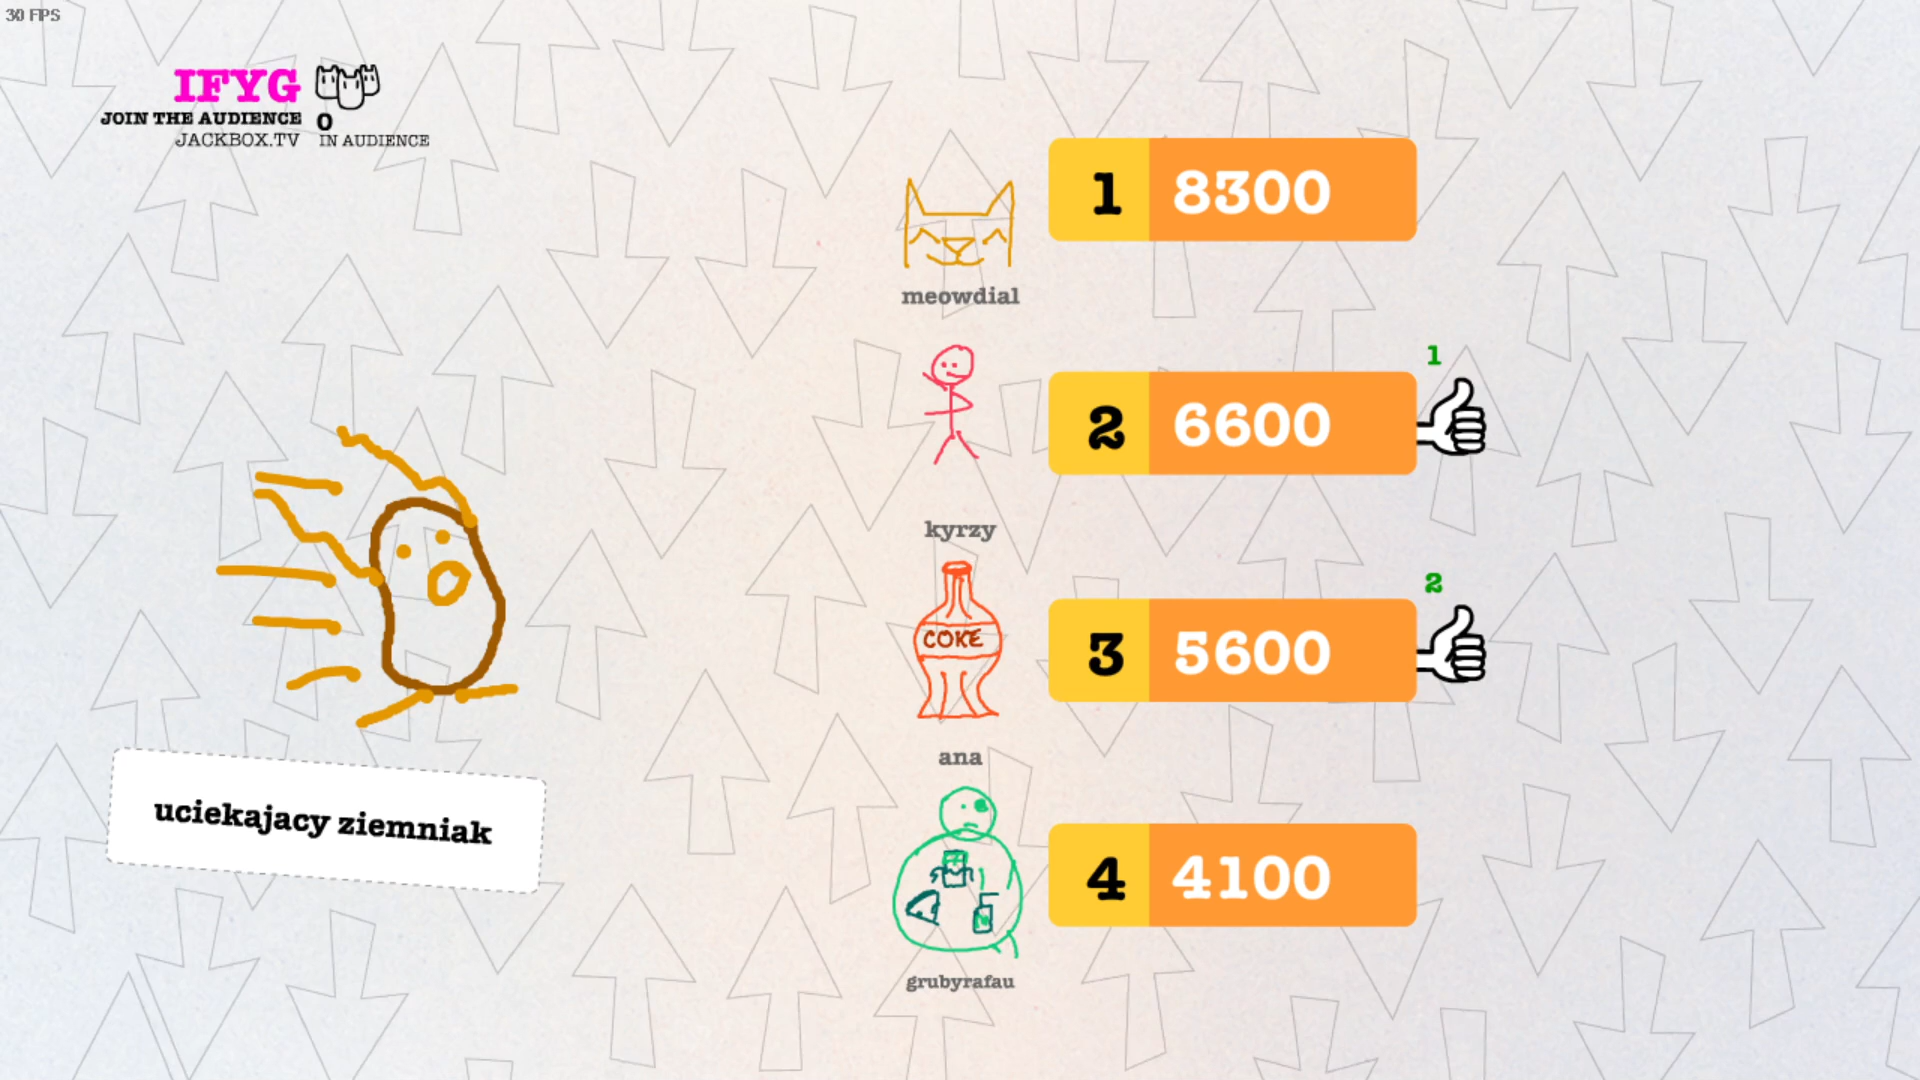 30 FPS
IFYG
JOIN THE AUDIENCE
JACKBOX.TV
0
IN AUDIENCE
1 8300
meowdial
1
2 6600
kyrzy
2
COKE
3 5600
ana
uciekajacy ziemniak
4 4100
grubyrafau